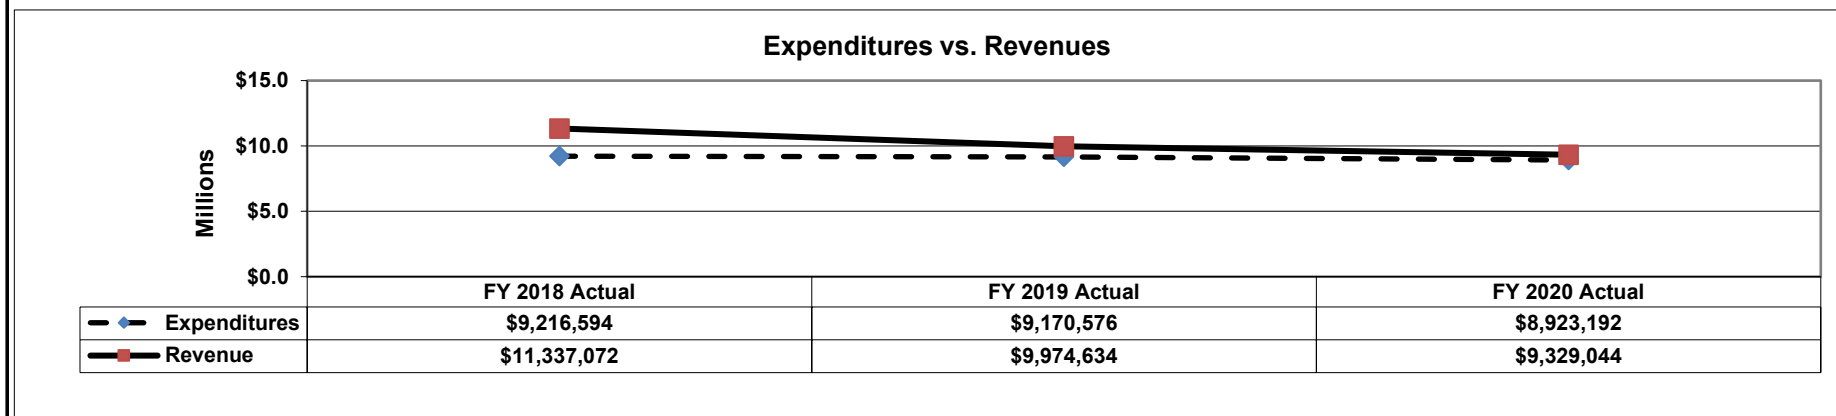 Expenditures vs. Revenues
$15.0
$10.0
$5.0
$0.0
Millions
FY 2018 Actual FY 2019 Actual FY 2020 Actual
Expenditures $9,216,594 $9,170,576 $8,923,192
Revenue $11,337,072 $9,974,634 $9,329,044